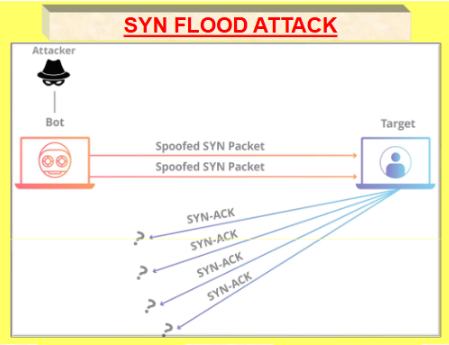 SYN FLOOD ATTACK
Attacker
Bot
Target
Spoofed SYN Packet
Spoofed SYN Packet
SYN-ACK
?
SYN-ACK
?
SYN-ACK
?
SYN-ACK
?